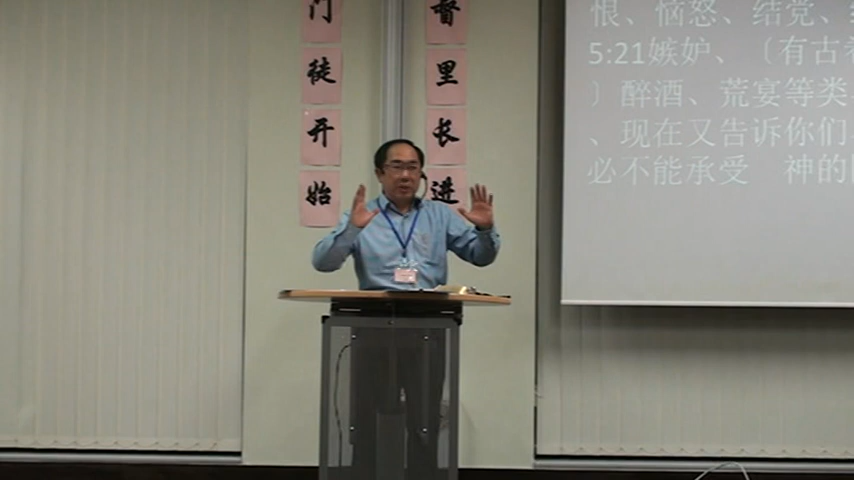 门徒开始
督里长进
恨、恼怒、结党、
5:21嫉妒、〔有古
〕醉酒、荒宴等类
、现在又告诉你们
必不能承受 神的